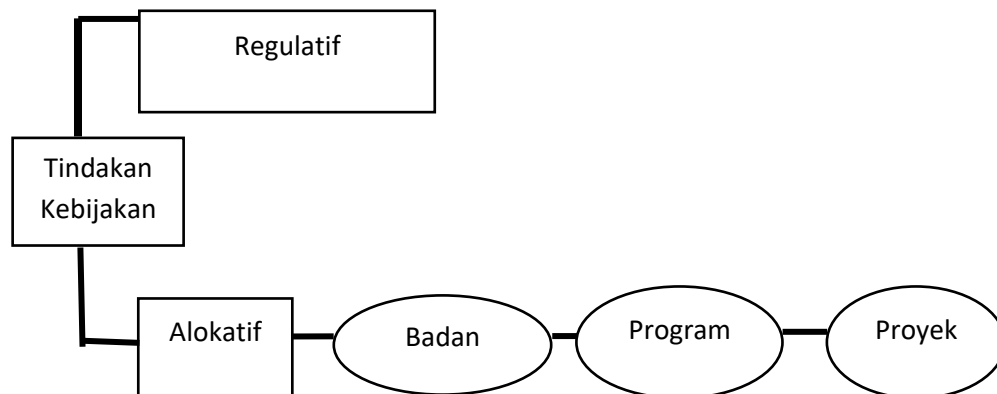 Regulatif
Tindakan
Kebijakan
Alokatif
Badan
Program
Proyek